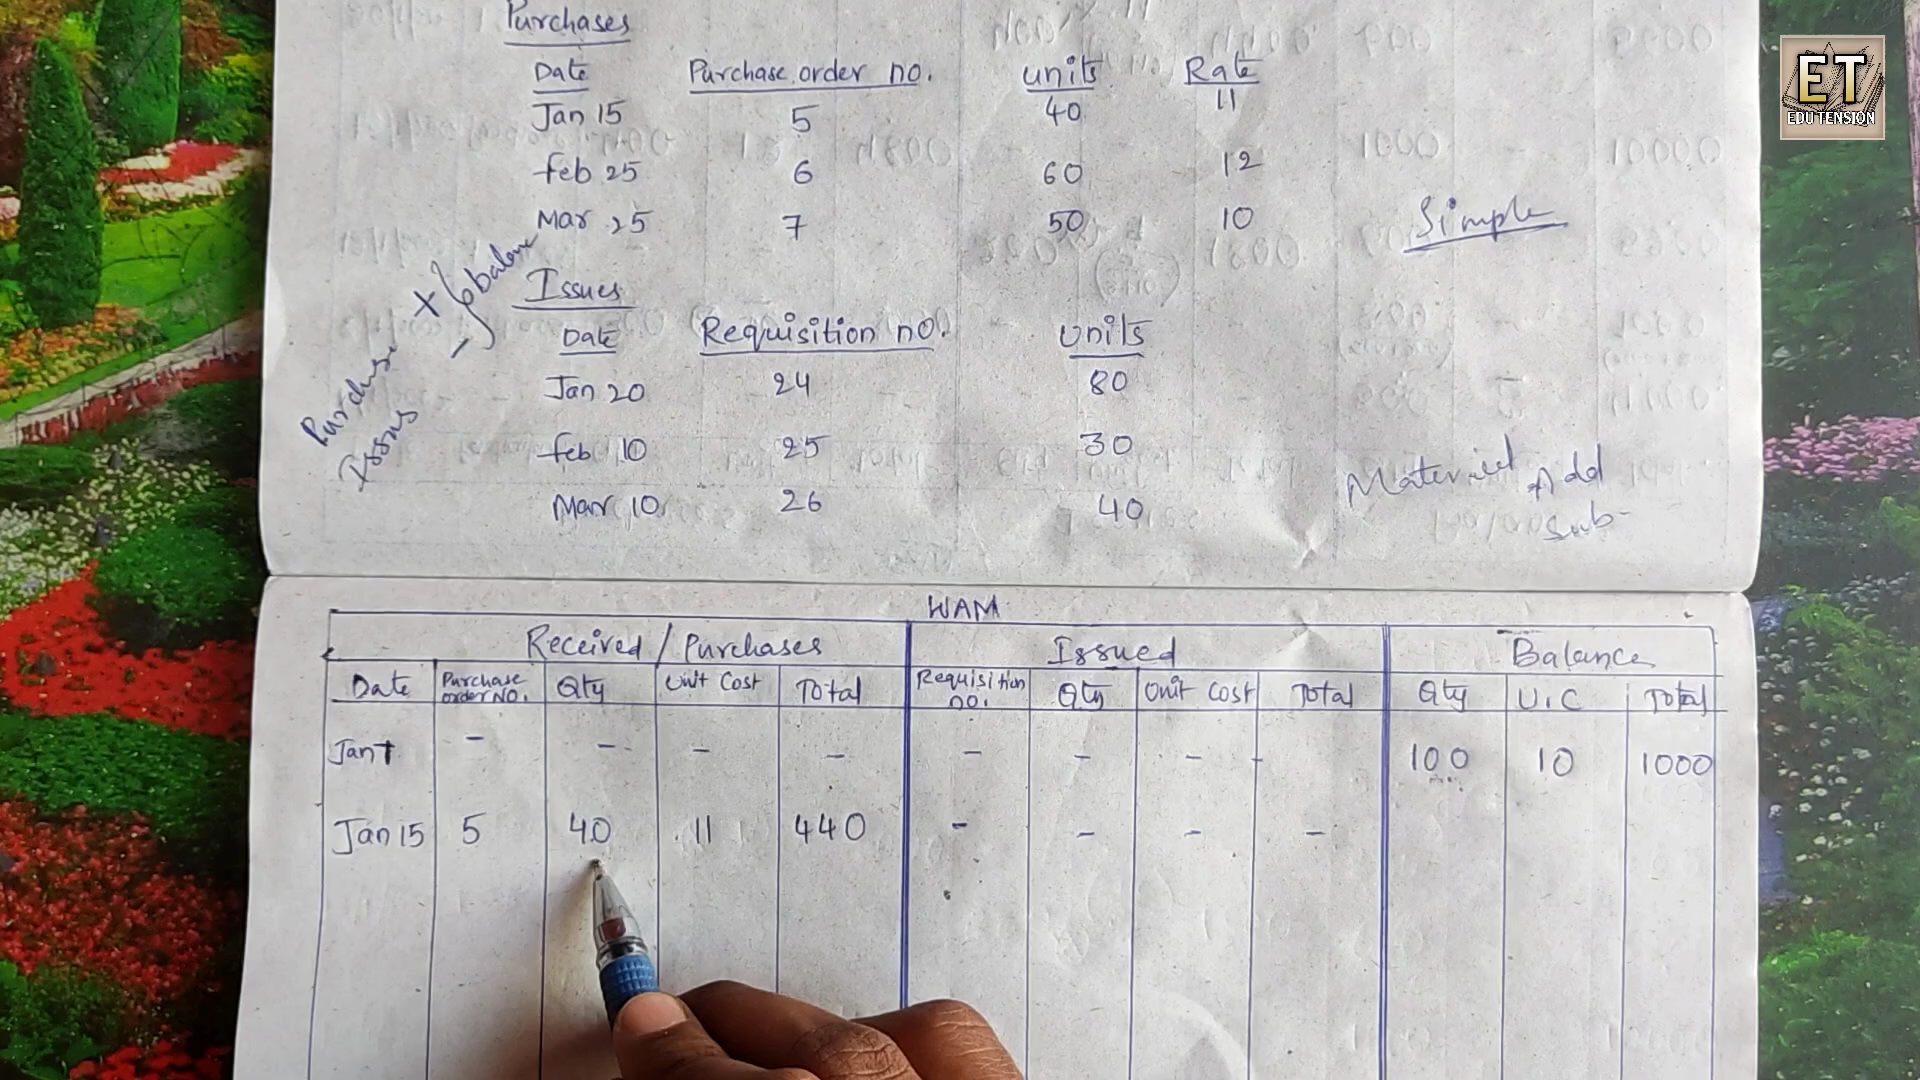 Purchases
Date Purchase order no. units Rate
Jan 15 5 40 11
Feb 25 6 60 12
Mar 25 7 50 10
Simple
Purchase + balance
Issues -
Issues
Date Requisition no. Units
Jan 20 24 80
Feb 10 25 30
Mar 10 26 40
Material Add
Sub-
WAM
Received / Purchases Issued Balance
Date Purchase order NO. Qty Unit Cost Total Requisition no. Qty Unit Cost Total Qty U.C Total
Jan 1 - - - - - - - - 100 10 1000
Jan 15 5 40 11 440 - - - -
ET
EDUTENSION